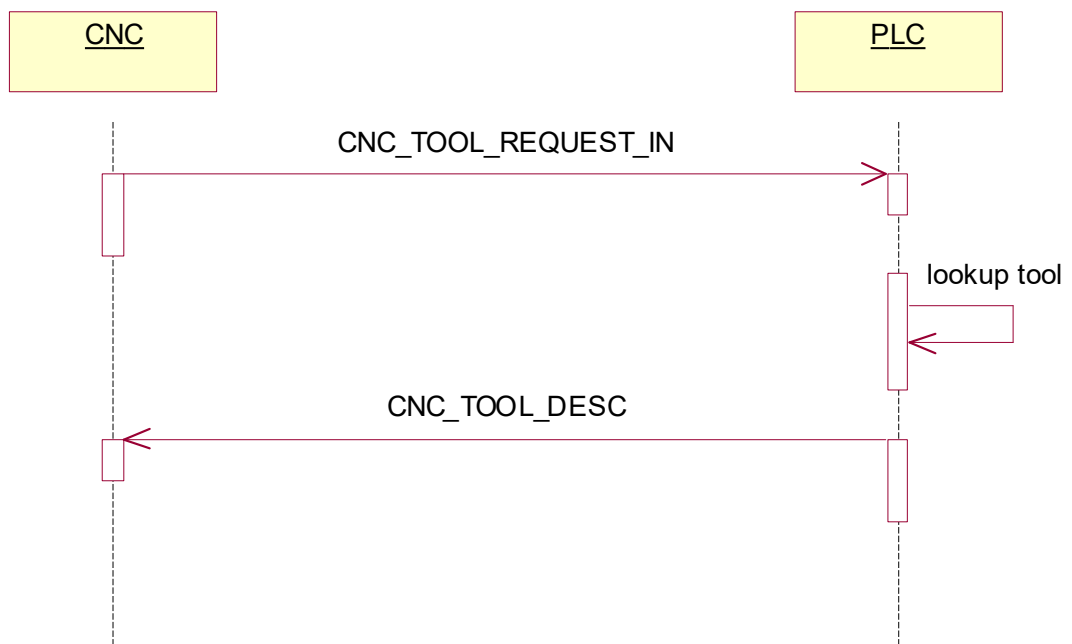 CNC
PLC
CNC_TOOL_REQUEST_IN
lookup tool
CNC_TOOL_DESC